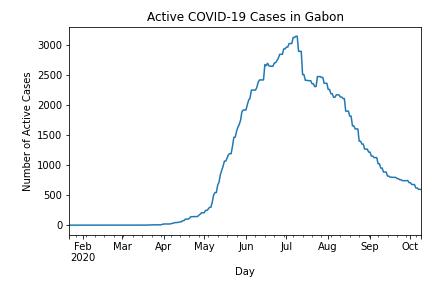 Active COVID-19 Cases in Gabon
3000
2500
2000
1500
1000
500
0
Number of Active Cases
Feb Mar Apr May Jun Jul Aug Sep Oct
2020
Day